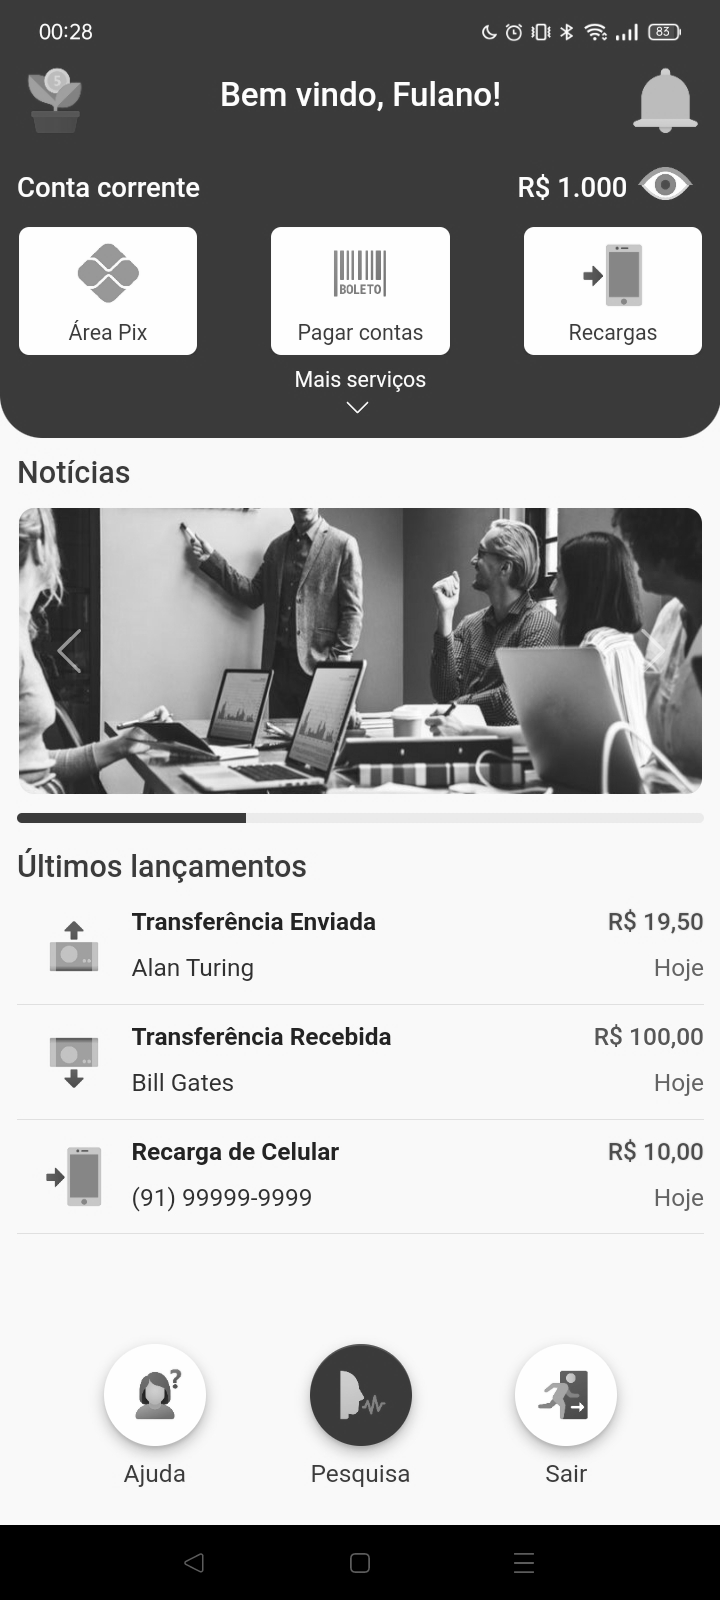 00:28
83
Bem vindo, Fulano!
Conta corrente
R$ 1.000
BOLETO
Área Pix
Pagar contas
Recargas
Mais serviços
Notícias
Últimos lançamentos
Transferência Enviada
R$ 19,50
Alan Turing
Hoje
Transferência Recebida
R$ 100,00
Bill Gates
Hoje
Recarga de Celular
R$ 10,00
(91) 99999-9999
Hoje
?
Ajuda
Pesquisa
Sair